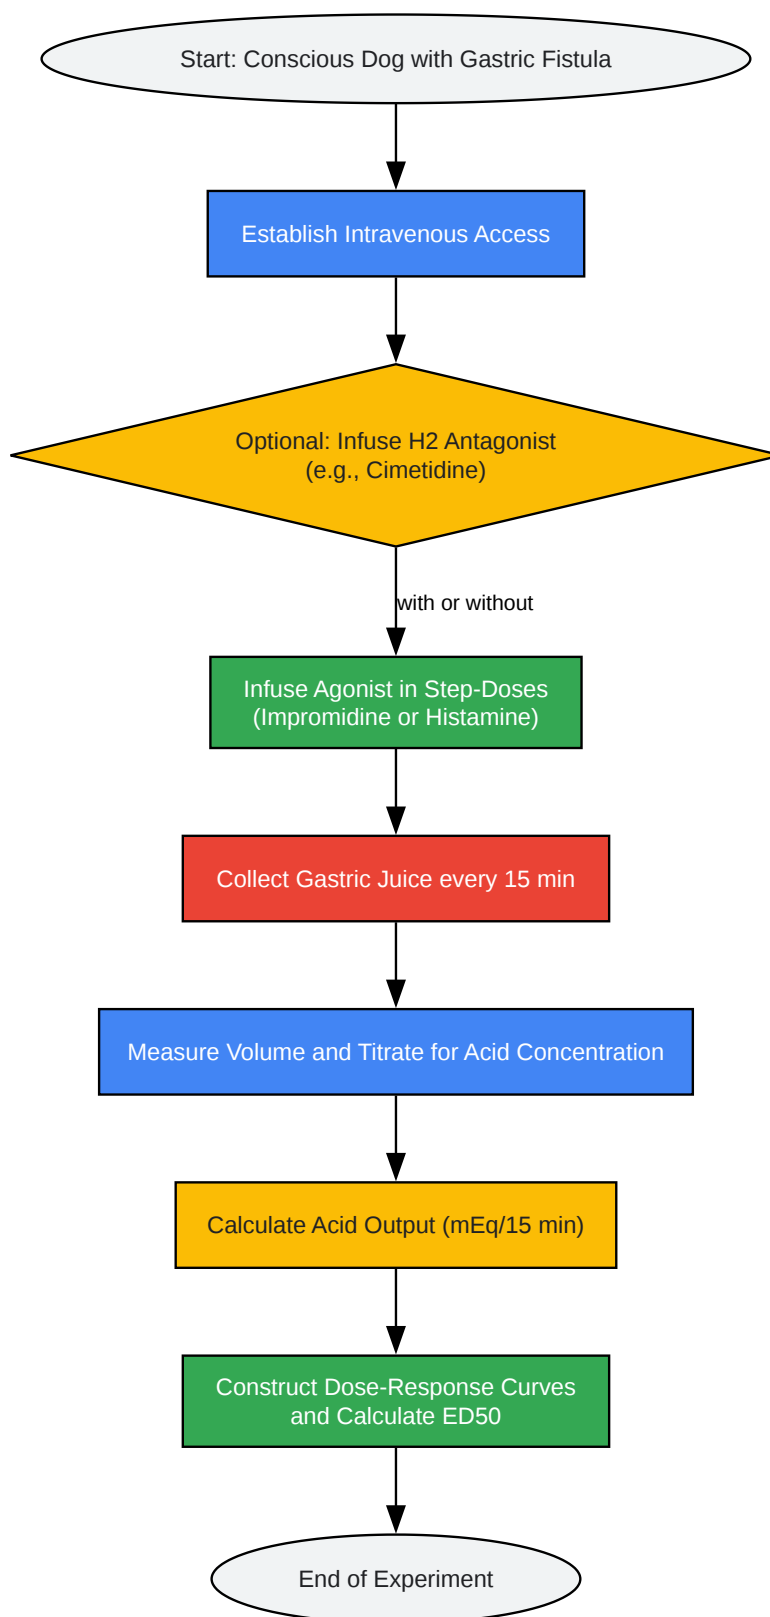 Start: Conscious Dog with Gastric Fistula
Establish Intravenous Access
Optional: Infuse H2 Antagonist
(e.g., Cimetidine)
with or without
Infuse Agonist in Step-Doses
(Impromidine or Histamine)
Collect Gastric Juice every 15 min
Measure Volume and Titrate for Acid Concentration
Calculate Acid Output (mEq/15 min)
Construct Dose-Response Curves
and Calculate ED50
End of Experiment